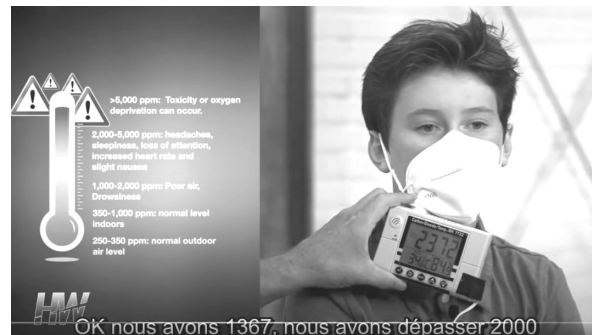 >5,000 ppm: Toxicity or oxygen
deprivation can occur.
2,000-5,000 ppm: headaches,
sleepiness, loss of attention,
increased heart rate and
slight nausea
1,000-2,000 ppm: Poor air,
Drowsiness
350-1,000 ppm: normal level
indoors
250-350 ppm: normal outdoor
air level
2373
HW
OK nous avons 1367, nous avons dépasser 2000